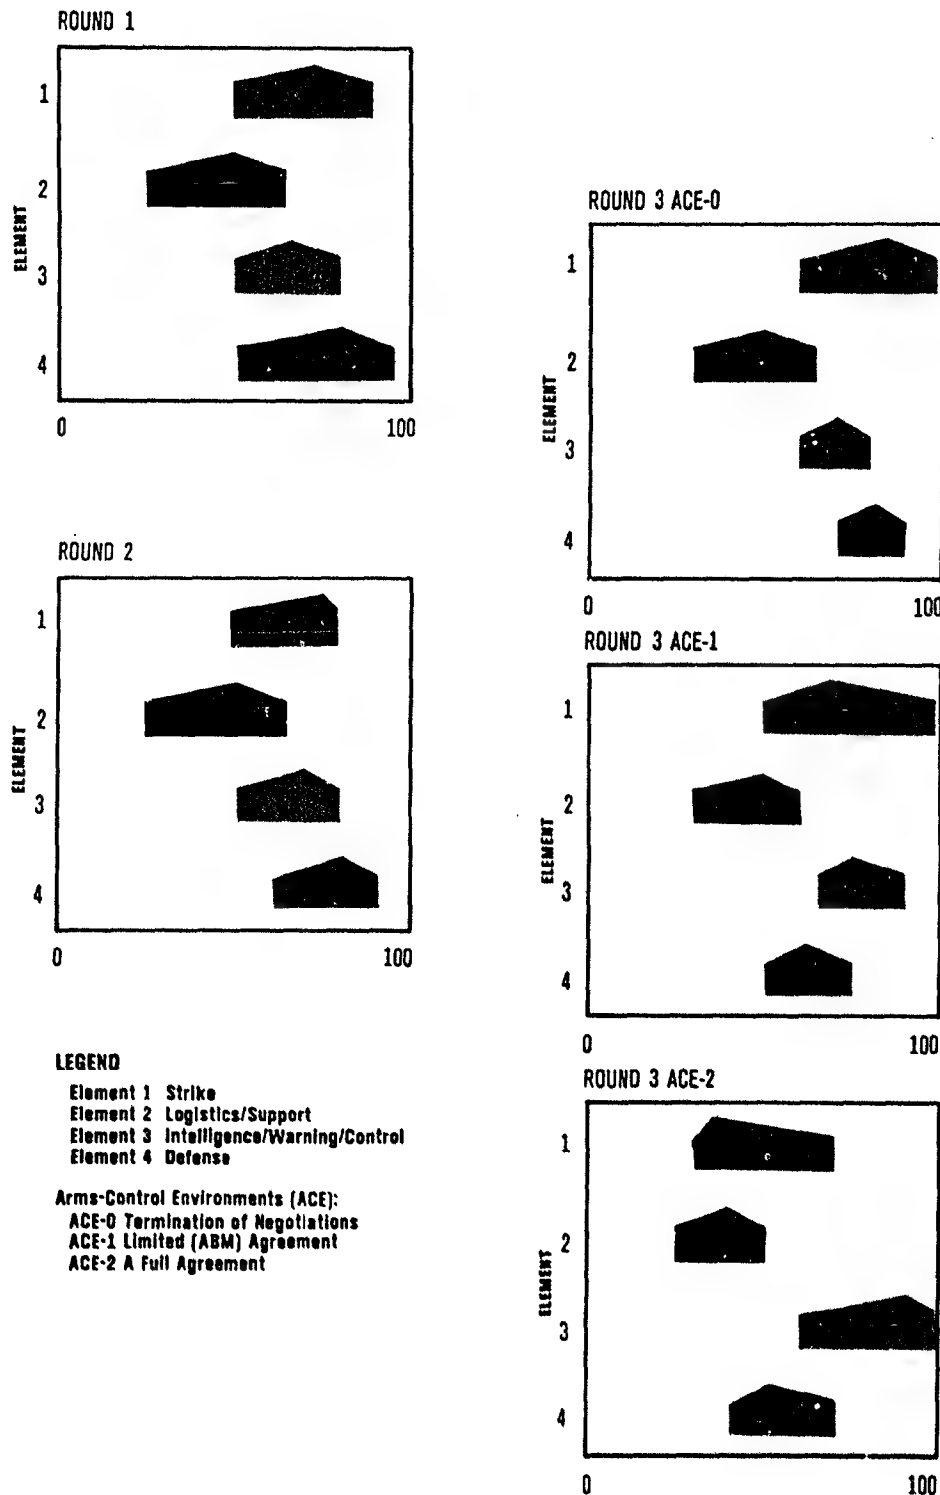 ROUND 1
ELEMENT
1
2
3
4
0 100
ROUND 2
ELEMENT
1
2
3
4
0 100
LEGEND
Element 1 Strike
Element 2 Logistics/Support
Element 3 Intelligence/Warning/Control
Element 4 Defense
Arms-Control Environments (ACE):
ACE-0 Termination of Negotiations
ACE-1 Limited (ABM) Agreement
ACE-2 A Full Agreement
ROUND 3 ACE-0
ELEMENT
1
2
3
4
0 100
ROUND 3 ACE-1
ELEMENT
1
2
3
4
0 100
ROUND 3 ACE-2
ELEMENT
1
2
3
4
0 100